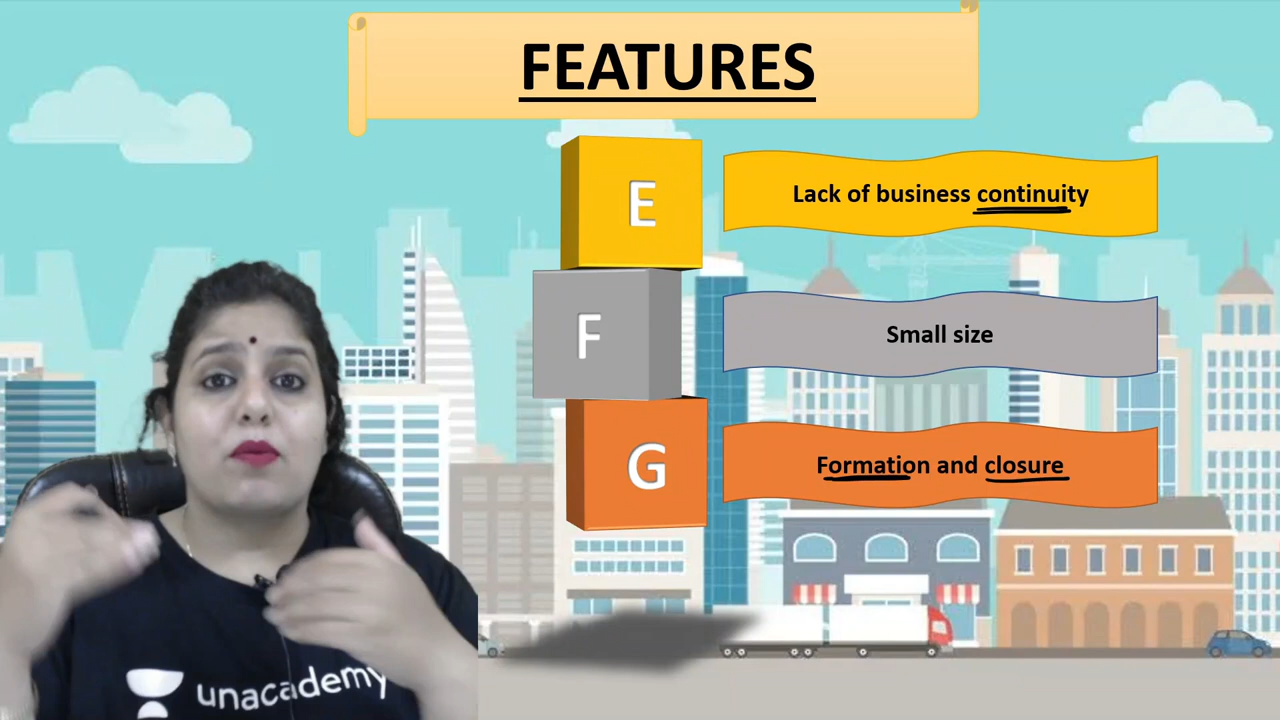 FEATURES
E
Lack of business continuity
F
Small size
G
Formation and closure
unacademy